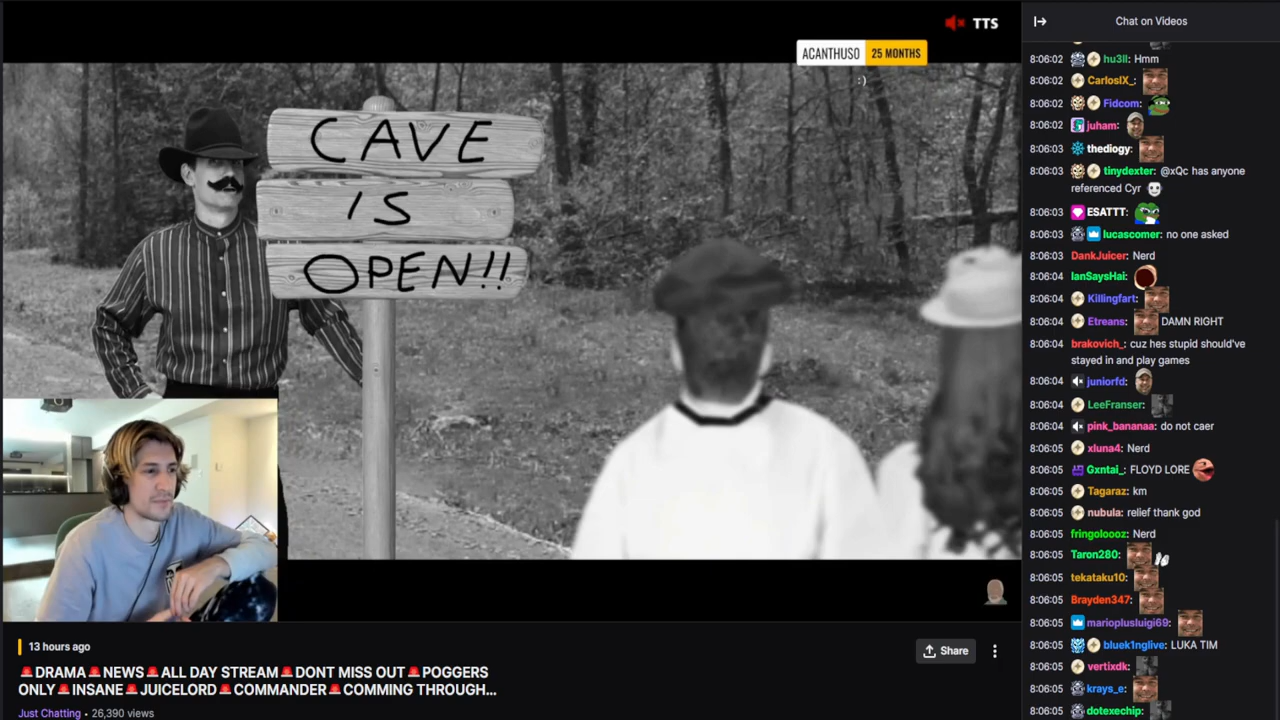 TTS
ACANTHUSO 25 MONTHS
:)
CAVE
IS
OPEN!!
13 hours ago
Share
🚨DRAMA🚨NEWS🚨ALL DAY STREAM🚨DONT MISS OUT🚨POGGERS
ONLY🚨INSANE🚨JUICELORD🚨COMMANDER🚨COMMING THROUGH...
Just Chatting • 26,390 views
Chat on Videos
8:06:02 hu3ll: Hmm
8:06:02 CarlosIX_:
8:06:02 Fidcom:
8:06:02 juham:
8:06:03 thediogy:
8:06:03 tinydexter: @xQc has anyone
referenced Cyr
8:06:03 ESATTT:
8:06:03 lucascomer: no one asked
8:06:03 DankJuicer: Nerd
8:06:04 IanSaysHai:
8:06:04 Killingfart:
8:06:04 Etreans: DAMN RIGHT
8:06:04 brakovich_: cuz hes stupid should've
stayed in and play games
8:06:04 juniorfd:
8:06:04 LeeFranser:
8:06:04 pink_bananaa: do not caer
8:06:05 xluna4: Nerd
8:06:05 Gxntai_: FLOYD LORE
8:06:05 Tagaraz: km
8:06:05 nubula: relief thank god
8:06:05 fringoloooz: Nerd
8:06:05 Taron280:
8:06:05 tekataku10:
8:06:05 Brayden347:
8:06:05 marioplusluigi69:
8:06:05 bluek1nglive: LUKA TIM
8:06:05 vertixdk:
8:06:05 krays_e:
8:06:05 dotexechip: